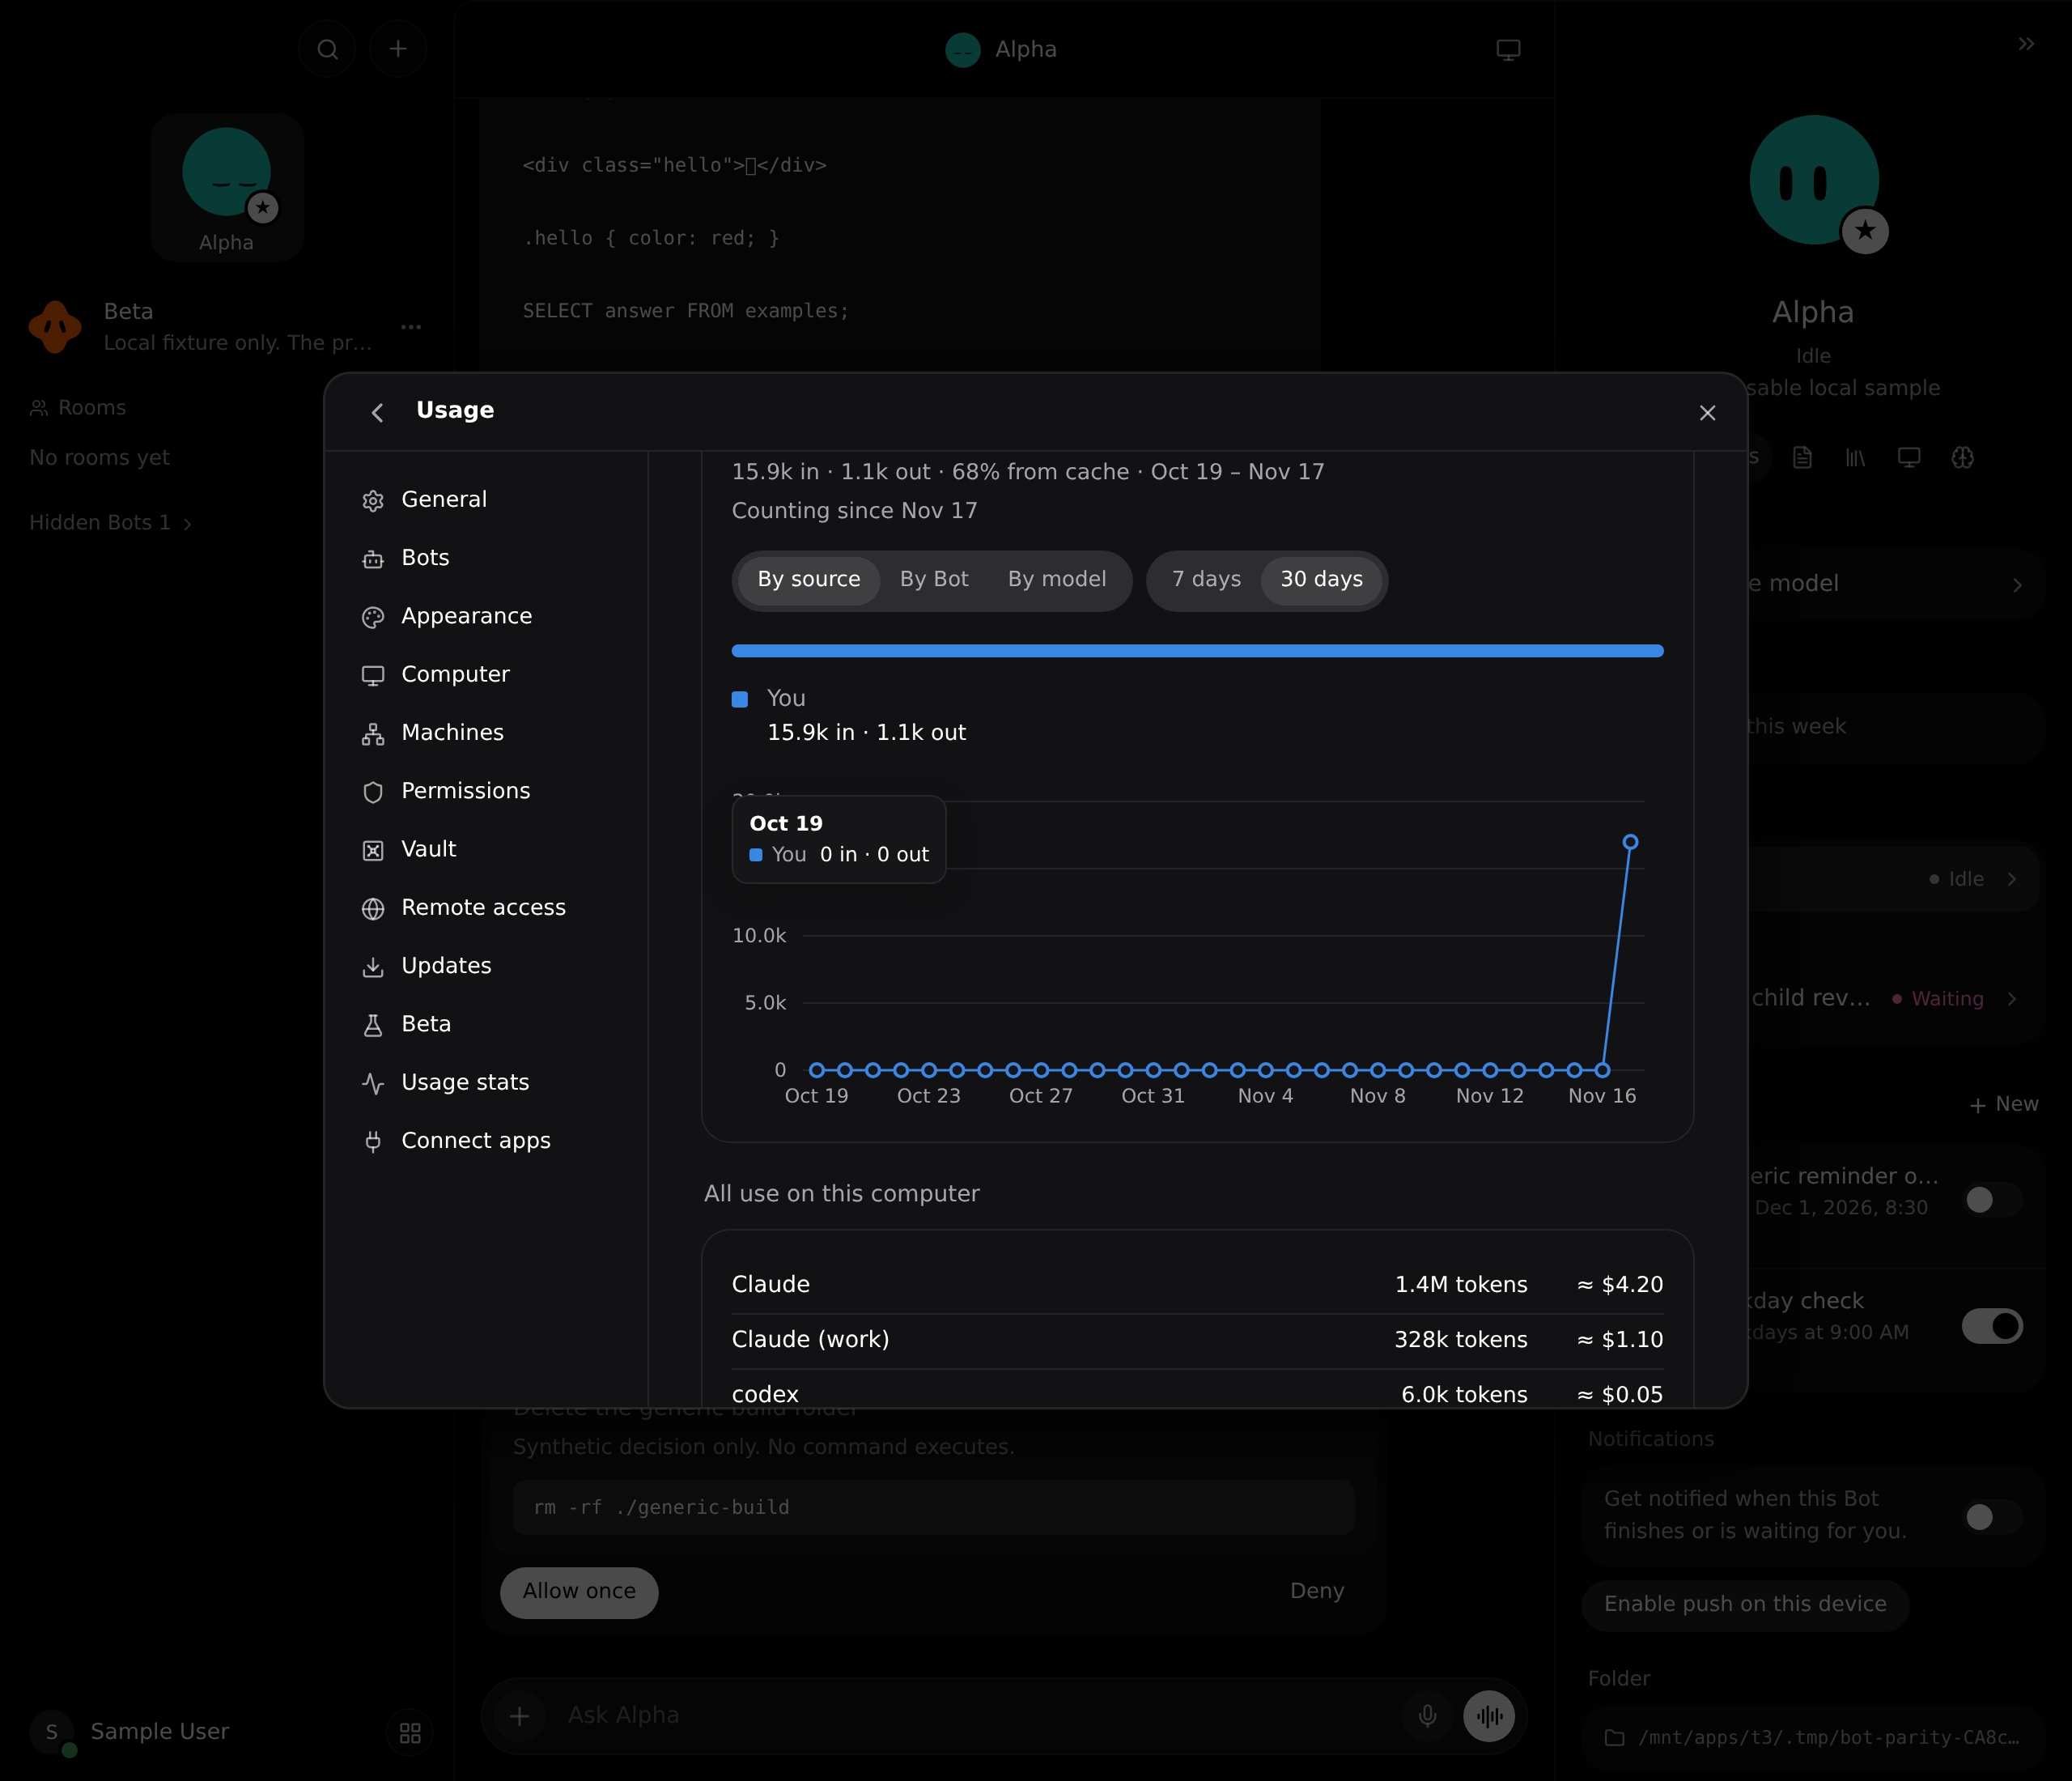 Alpha
<div class="hello">▯</div>
.hello { color: red; }
SELECT answer FROM examples;
Alpha
Beta
Local fixture only. The pr...
Rooms
No rooms yet
Hidden Bots 1
S
Sample User
Usage
General
Bots
Appearance
Computer
Machines
Permissions
Vault
Remote access
Updates
Beta
Usage stats
Connect apps
15.9k in · 1.1k out · 68% from cache · Oct 19 – Nov 17
Counting since Nov 17
By source By Bot By model 7 days 30 days
You
15.9k in · 1.1k out
Oct 19
You 0 in · 0 out
10.0k
5.0k
0
Oct 19 Oct 23 Oct 27 Oct 31 Nov 4 Nov 8 Nov 12 Nov 16
All use on this computer
Claude 1.4M tokens ≈ $4.20
Claude (work) 328k tokens ≈ $1.10
codex 6.0k tokens ≈ $0.05
Delete the generic build folder
Synthetic decision only. No command executes.
rm -rf ./generic-build
Allow once Deny
Ask Alpha
Alpha
Idle
sable local sample
e model
this week
Idle
child rev... Waiting
New
eric reminder o...
Dec 1, 2026, 8:30
day check
days at 9:00 AM
Notifications
Get notified when this Bot
finishes or is waiting for you.
Enable push on this device
Folder
/mnt/apps/t3/.tmp/bot-parity-CA8c...